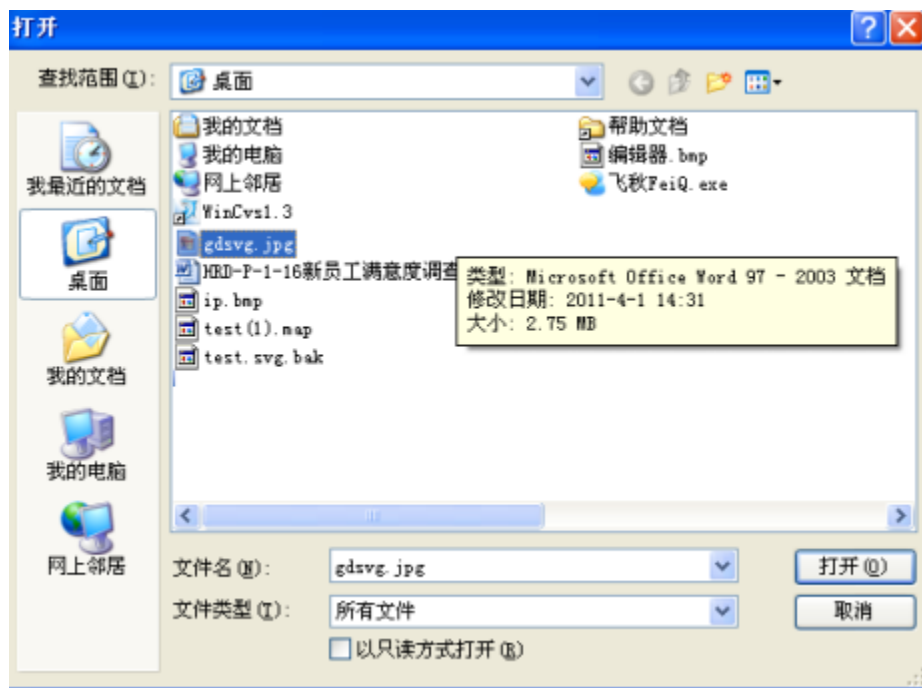 打开
查找范围(I):
桌面
我最近的文档
桌面
我的文档
我的电脑
网上邻居
我的文档
我的电脑
网上邻居
WinCvs1.3
gdsvg.jpg
HRD-P-1-16新员工满意度调查
ip.bmp
test(1).map
test.svg.bak
帮助文档
编辑器.bmp
飞秋FeiQ.exe
类型: Microsoft Office Word 97 - 2003 文档
修改日期: 2011-4-1 14:31
大小: 2.75 MB
文件名(N):
gdsvg.jpg
打开(O)
文件类型(T):
所有文件
取消
以只读方式打开(R)